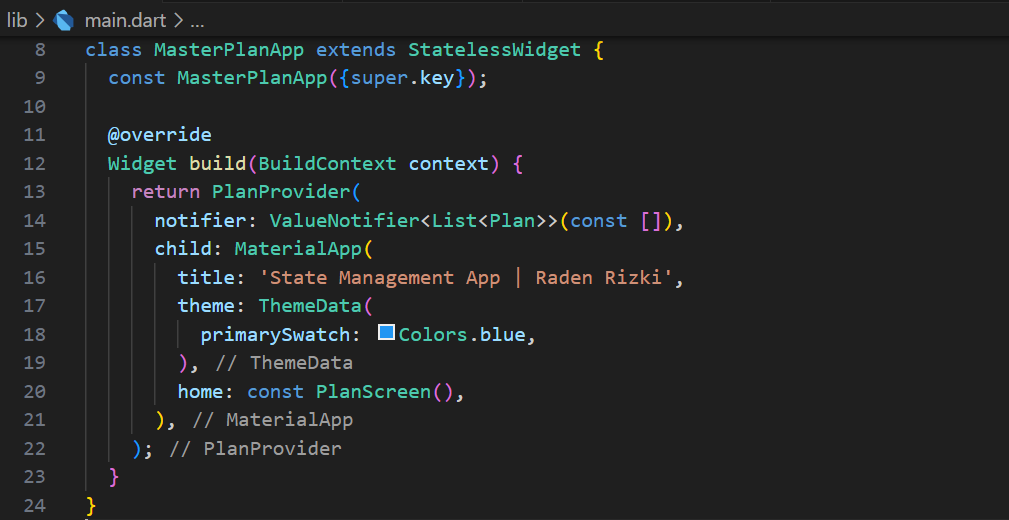 lib > main.dart > ...
8 class MasterPlanApp extends StatelessWidget {
9 const MasterPlanApp({super.key});
10
11 @override
12 Widget build(BuildContext context) {
13 return PlanProvider(
14 notifier: ValueNotifier<List<Plan>>(const []),
15 child: MaterialApp(
16 title: 'State Management App | Raden Rizki',
17 theme: ThemeData(
18 primarySwatch: Colors.blue,
19 ), // ThemeData
20 home: const PlanScreen(),
21 ), // MaterialApp
22 ); // PlanProvider
23 }
24 }